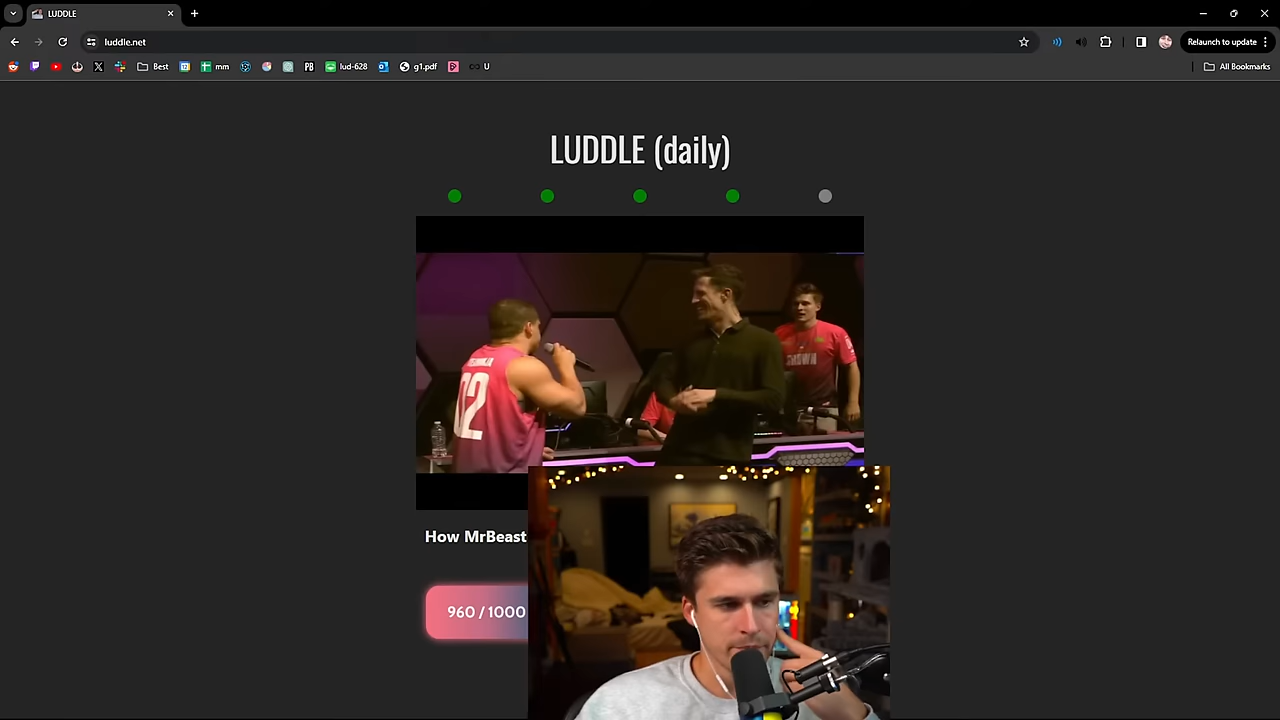 LUDDLE
luddle.net
Relaunch to update
Best
mm
lud-628
g1.pdf
U
All Bookmarks
LUDDLE (daily)
02
How MrBeast
960 / 1000